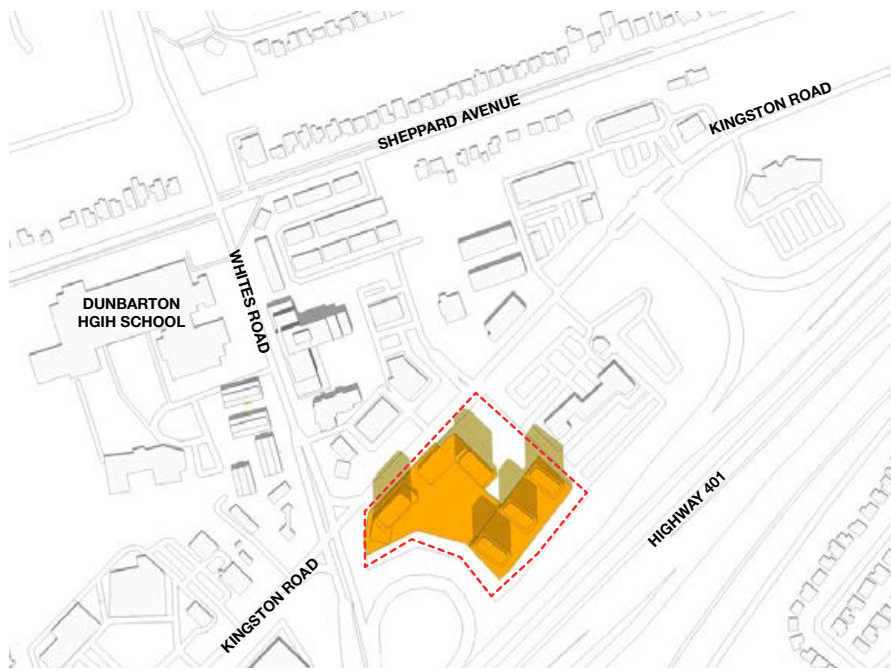 KINGSTON ROAD
SHEPPARD AVENUE
WHITES ROAD
DUNBARTON
HGIH SCHOOL
HIGHWAY 401
KINGSTON ROAD